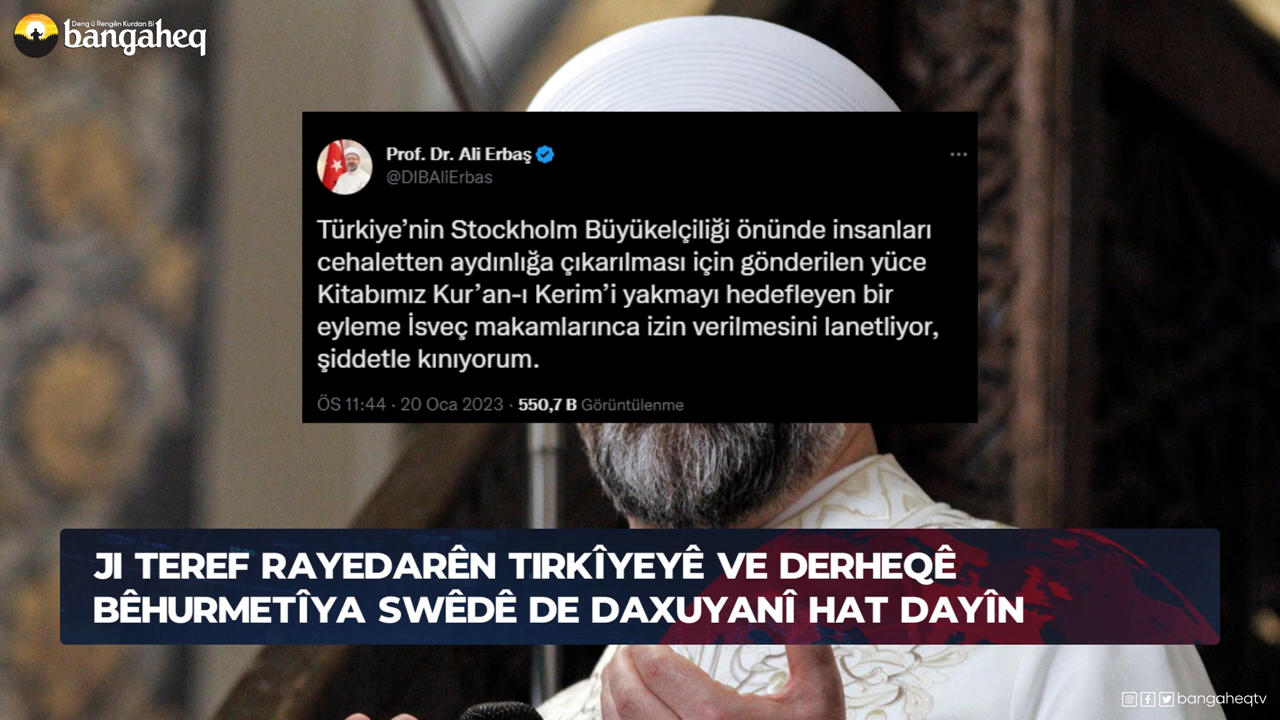 Deng û Rengên Kurdan Bi
bangaheq
Prof. Dr. Ali Erbaş
@DIBAliErbas
Türkiye’nin Stockholm Büyükelçiliği önünde insanları
cehaletten aydınlığa çıkarılması için gönderilen yüce
Kitabımız Kur’an-ı Kerim’i yakmayı hedefleyen bir
eyleme İsveç makamlarınca izin verilmesini lanetliyor,
şiddetle kınıyorum.
ÖS 11:44 · 20 Oca 2023 · 550,7 B Görüntülenme
JI TEREF RAYEDARÊN TIRKÎYEYÊ VE DERHEQÊ
BÊHURMETÎYA SWÊDÊ DE DAXUYANÎ HAT DAYÎN
bangaheqtv